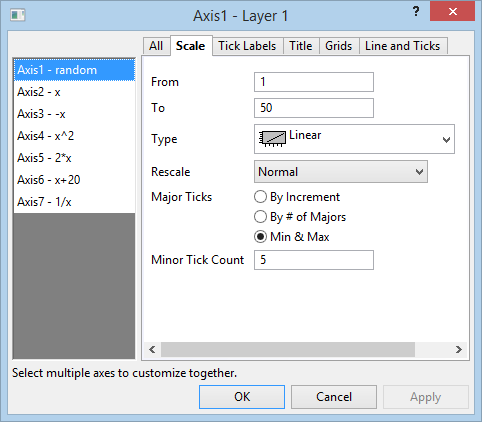 Axis1 - Layer 1
All Scale Tick Labels Title Grids Line and Ticks
Axis1 - random
Axis2 - x
Axis3 - -x
Axis4 - x^2
Axis5 - 2*x
Axis6 - x+20
Axis7 - 1/x
From 1
To 50
Type Linear
Rescale Normal
Major Ticks By Increment
By # of Majors
Min & Max
Minor Tick Count 5
Select multiple axes to customize together.
OK Cancel Apply